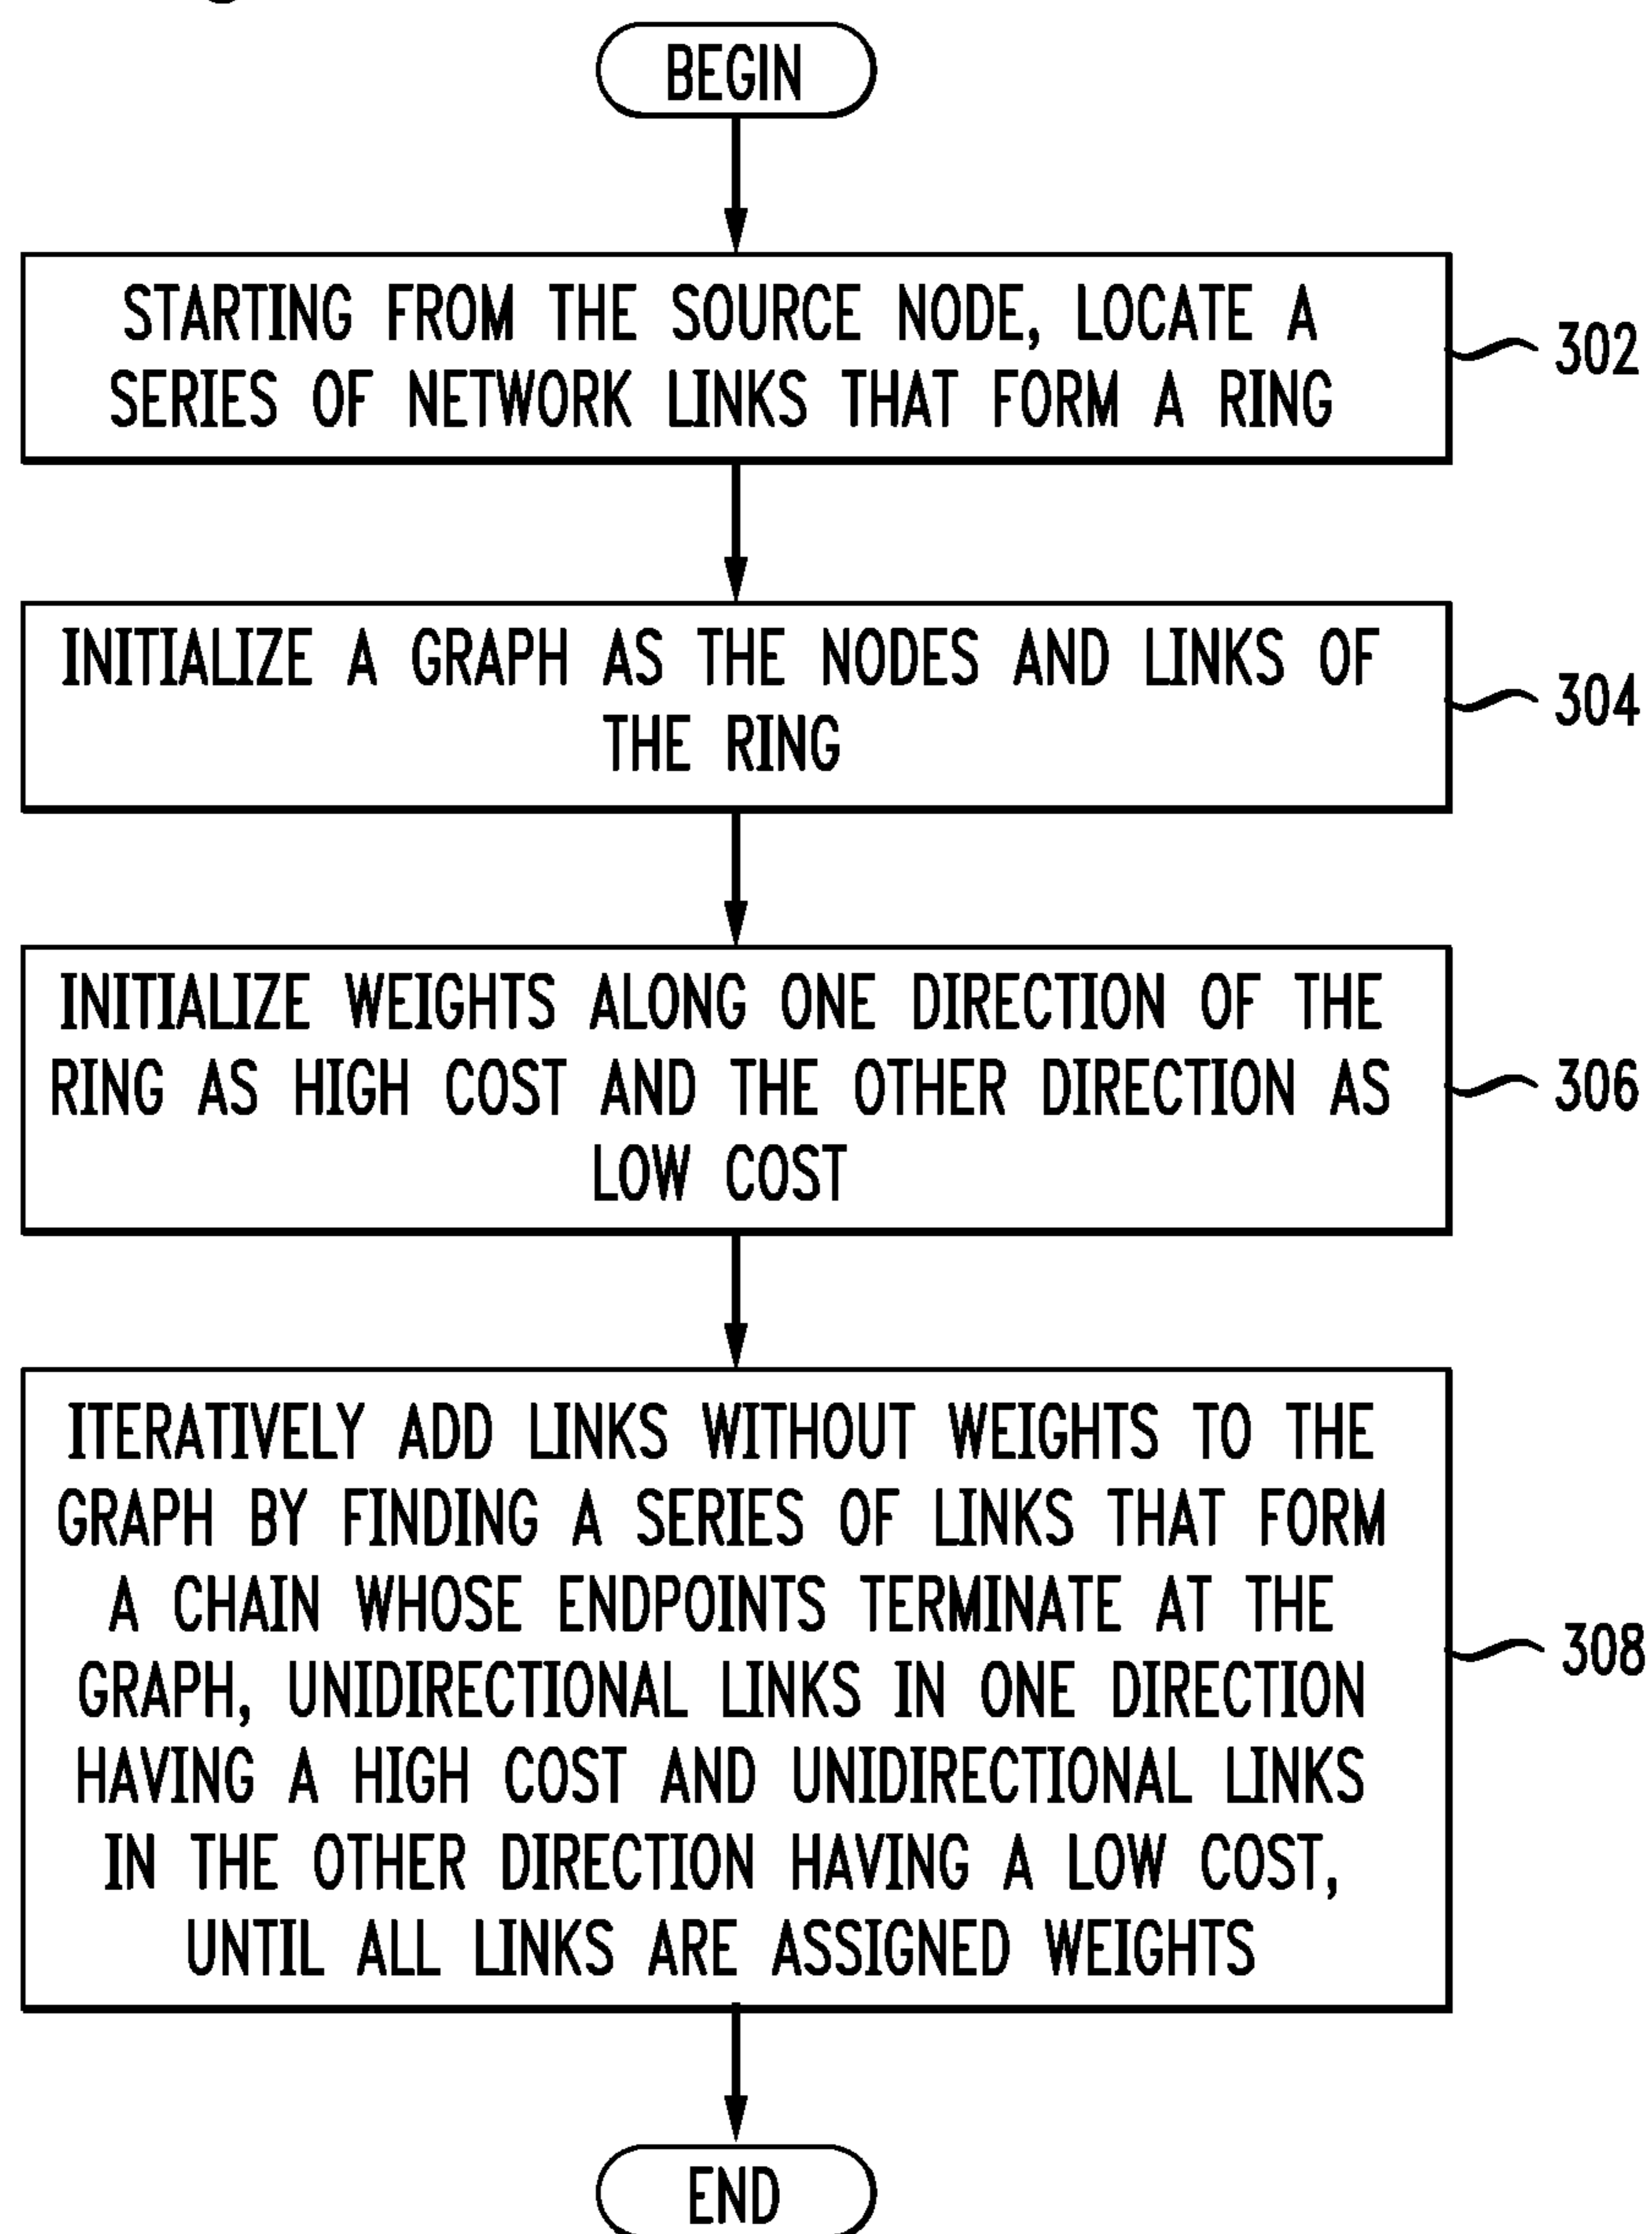 BEGIN
STARTING FROM THE SOURCE NODE, LOCATE A
SERIES OF NETWORK LINKS THAT FORM A RING
302
INITIALIZE A GRAPH AS THE NODES AND LINKS OF
THE RING
304
INITIALIZE WEIGHTS ALONG ONE DIRECTION OF THE
RING AS HIGH COST AND THE OTHER DIRECTION AS
LOW COST
306
ITERATIVELY ADD LINKS WITHOUT WEIGHTS TO THE
GRAPH BY FINDING A SERIES OF LINKS THAT FORM
A CHAIN WHOSE ENDPOINTS TERMINATE AT THE
GRAPH, UNIDIRECTIONAL LINKS IN ONE DIRECTION
HAVING A HIGH COST AND UNIDIRECTIONAL LINKS
IN THE OTHER DIRECTION HAVING A LOW COST,
UNTIL ALL LINKS ARE ASSIGNED WEIGHTS
308
END